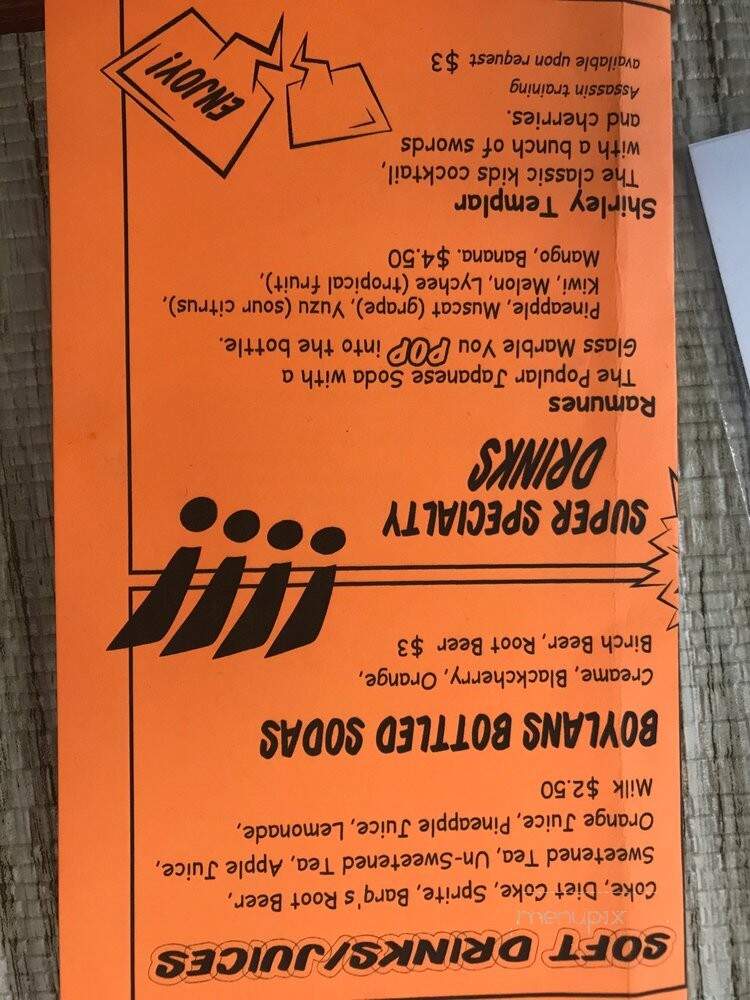 SOFT DRINKS/JUICES
Coke, Diet Coke, Sprite, Barq's Root Beer,
Sweetened Tea, Un-Sweetened Tea, Apple Juice,
Orange Juice, Pineapple Juice, Lemonade,
Milk $2.50
BOYLANS BOTTLED SODAS
Creame, Blackcherry, Orange,
Birch Beer, Root Beer $3
SUPER SPECIALTY
DRINKS
Ramunes
The Popular Japanese Soda with a
Glass Marble You POP into the bottle.
Pineapple, Muscat (grape), Yuzu (sour citrus),
Kiwi, Melon, Lychee (tropical fruit),
Mango, Banana. $4.50
Shirley Templar
The classic kids cocktail,
with a bunch of swords
and cherries.
Assassin training
available upon request $3
ENJOY!
menupix